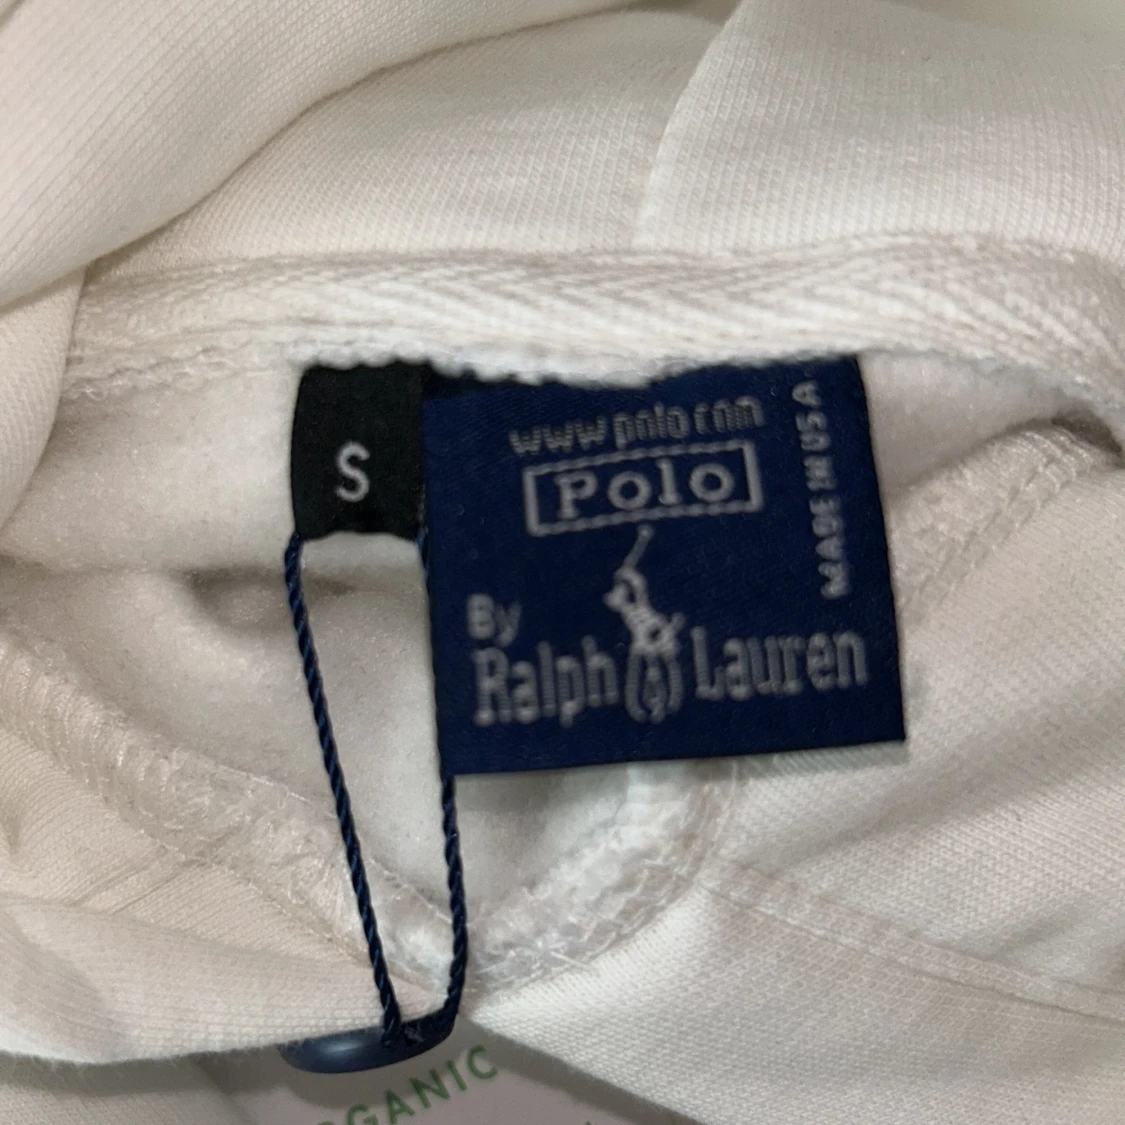 S
www.polo.com
Polo
By
Ralph Lauren
MADE IN USA
ORGANIC